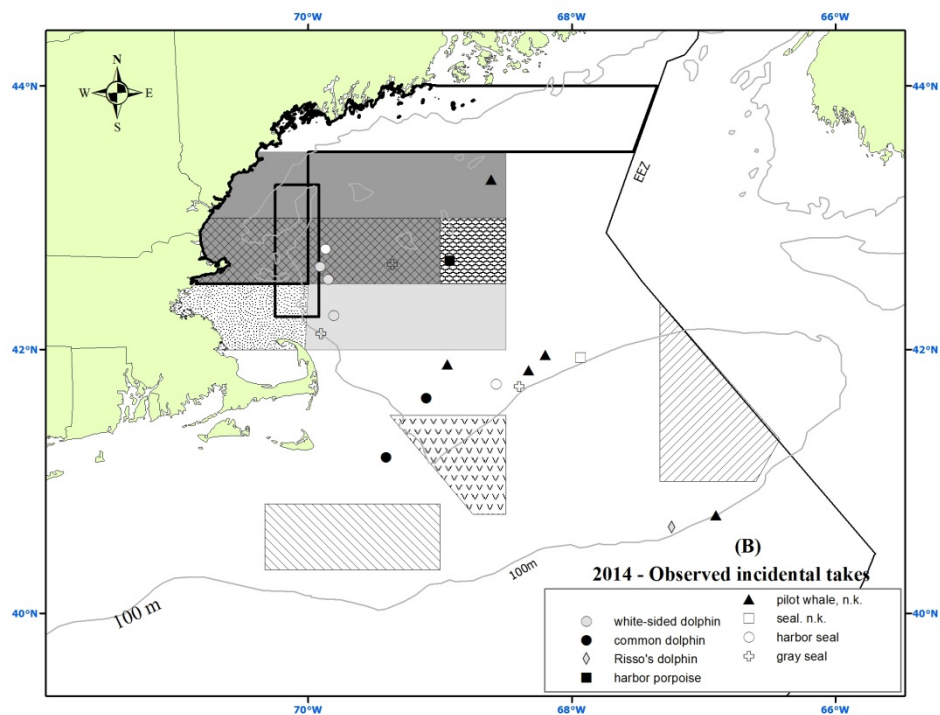 70°W 68°W 66°W
N
W E
S
44°N 44°N
EEZ
42°N 42°N
(B)
100m
2014 - Observed incidental takes
100 m
40°N 40°N
white-sided dolphin
common dolphin
Risso's dolphin
harbor porpoise
pilot whale, n.k.
seal. n.k.
harbor seal
gray seal
70°W 68°W 66°W